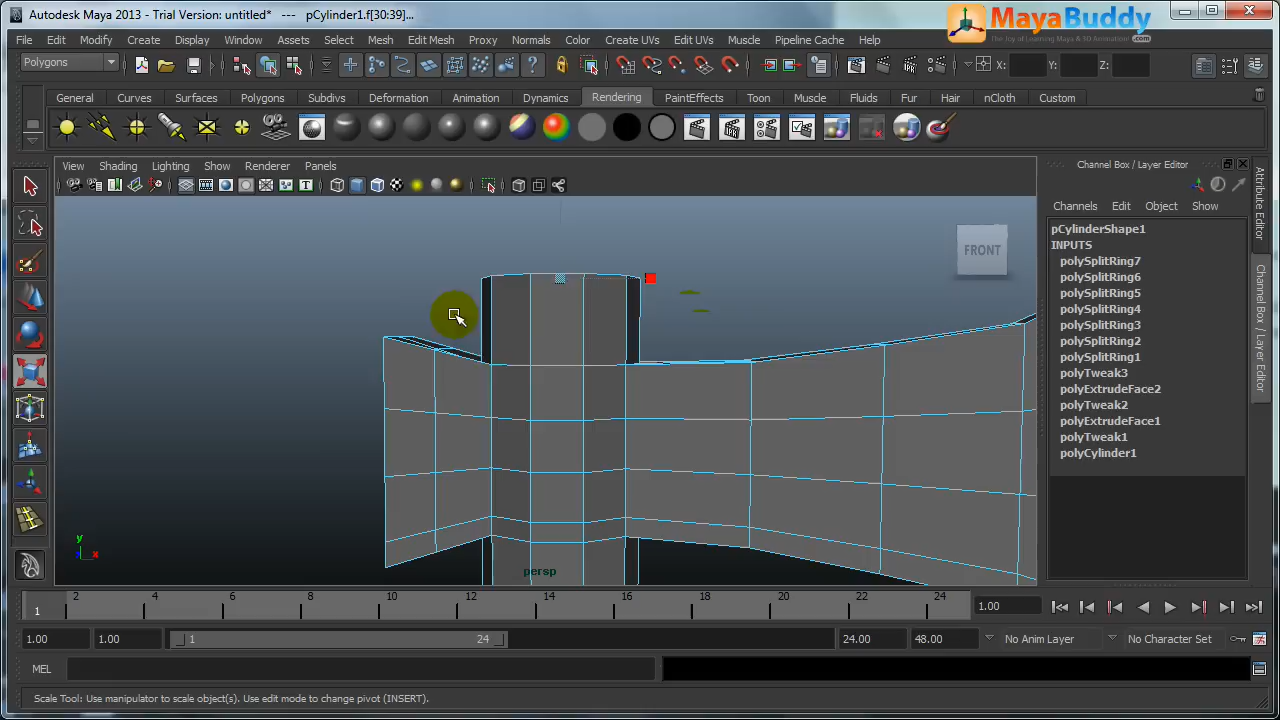 Autodesk Maya 2013 - Trial Version: untitled*   ---   pCylinder1.f[30:39]...
MayaBuddy
The Joy of Learning Maya & 3D Animation!
.com
File Edit Modify Create Display Window Assets Mesh Edit Mesh Proxy Normals Color Create UVs Edit UVs Muscle Pipeline Cache Help
Polygons X: Y: Z:
General Curves Surfaces Polygons Subdivs Deformation Animation Dynamics Rendering PaintEffects Toon Muscle Fluids Fur Hair nCloth Custom
View Shading Lighting Show Renderer Panels
Channel Box / Layer Editor
Channels Edit Object Show
pCylinderShape1
INPUTS
polySplitRing7
polySplitRing6
polySplitRing5
polySplitRing4
polySplitRing3
polySplitRing2
polySplitRing1
polyTweak3
polyExtrudeFace2
polyTweak2
polyExtrudeFace1
polyTweak1
polyCylinder1
Attribute Editor
Channel Box / Layer Editor
FRONT
y
z x
persp
1 2 4 6 8 10 12 14 16 18 20 22 24 1.00
1.00 1.00 1 24 24.00 48.00 No Anim Layer No Character Set
MEL
Scale Tool: Use manipulator to scale object(s). Use edit mode to change pivot (INSERT).